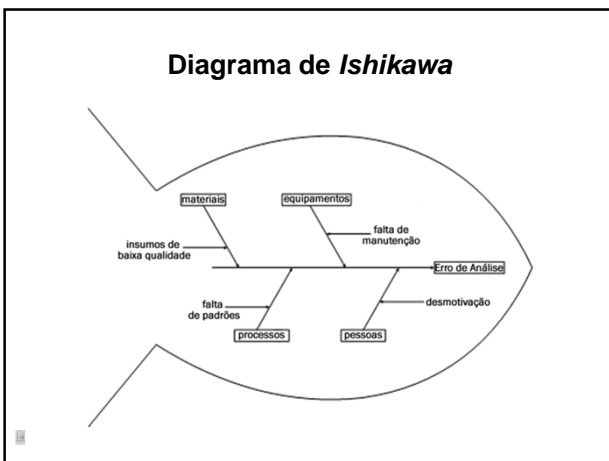 Diagrama de Ishikawa
materiais
equipamentos
falta de
manutenção
insumos de
baixa qualidade
Erro de Análise
falta
de padrões
desmotivação
processos
pessoas